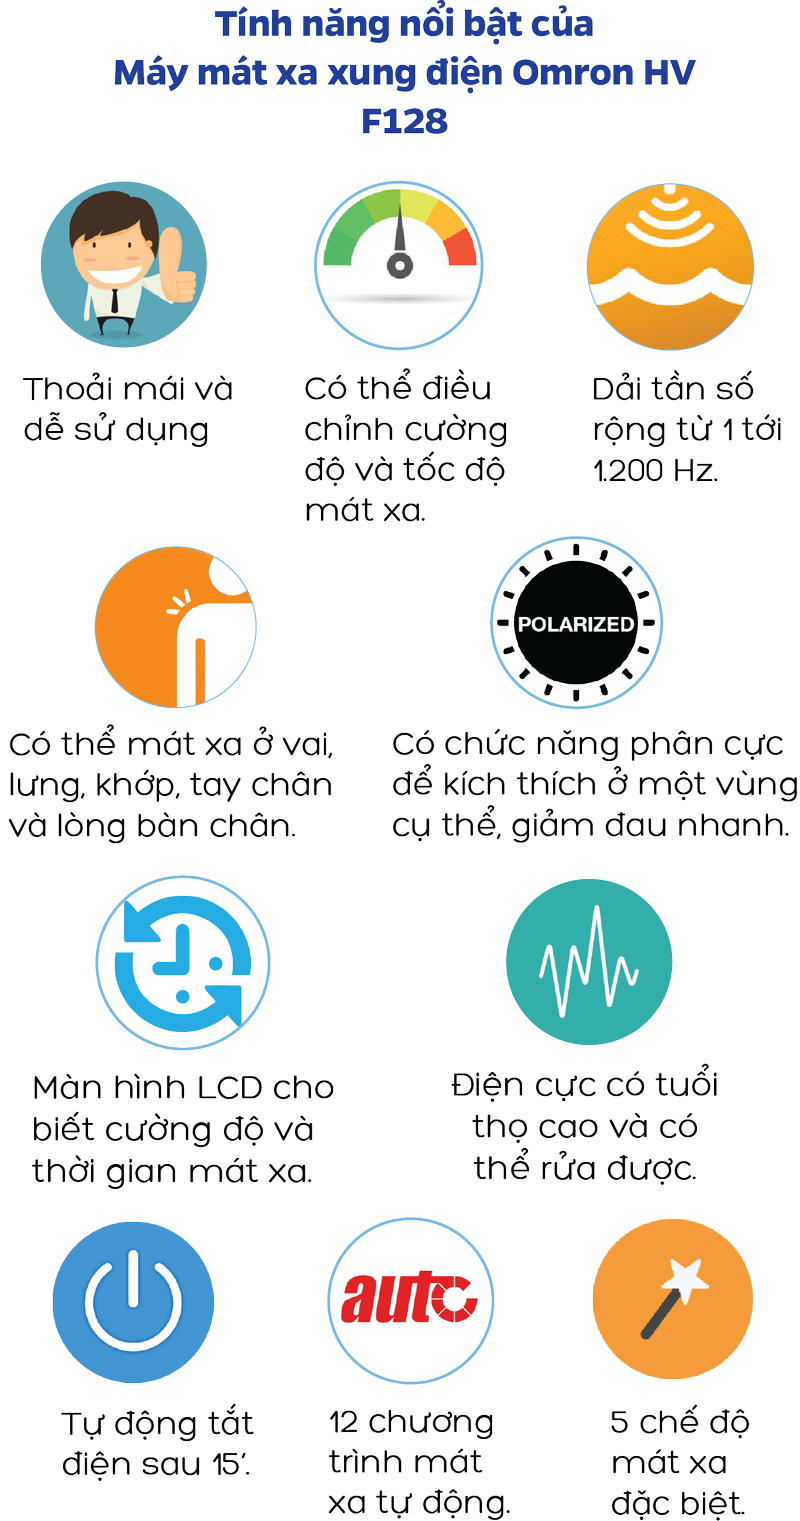 Tính năng nổi bật của
Máy mát xa xung điện Omron HV
F128
Thoải mái và
dễ sử dụng
Có thể điều
chỉnh cường
độ và tốc độ
mát xa.
Dải tần số
rộng từ 1 tới
1.200 Hz.
Có thể mát xa ở vai,
lưng, khớp, tay chân
và lòng bàn chân.
POLARIZED
Có chức năng phân cực
để kích thích ở một vùng
cụ thể, giảm đau nhanh.
Màn hình LCD cho
biết cường độ và
thời gian mát xa.
Điện cực có tuổi
thọ cao và có
thể rửa được.
Tự động tắt
điện sau 15’.
auto
12 chương
trình mát
xa tự động.
5 chế độ
mát xa
đặc biệt.